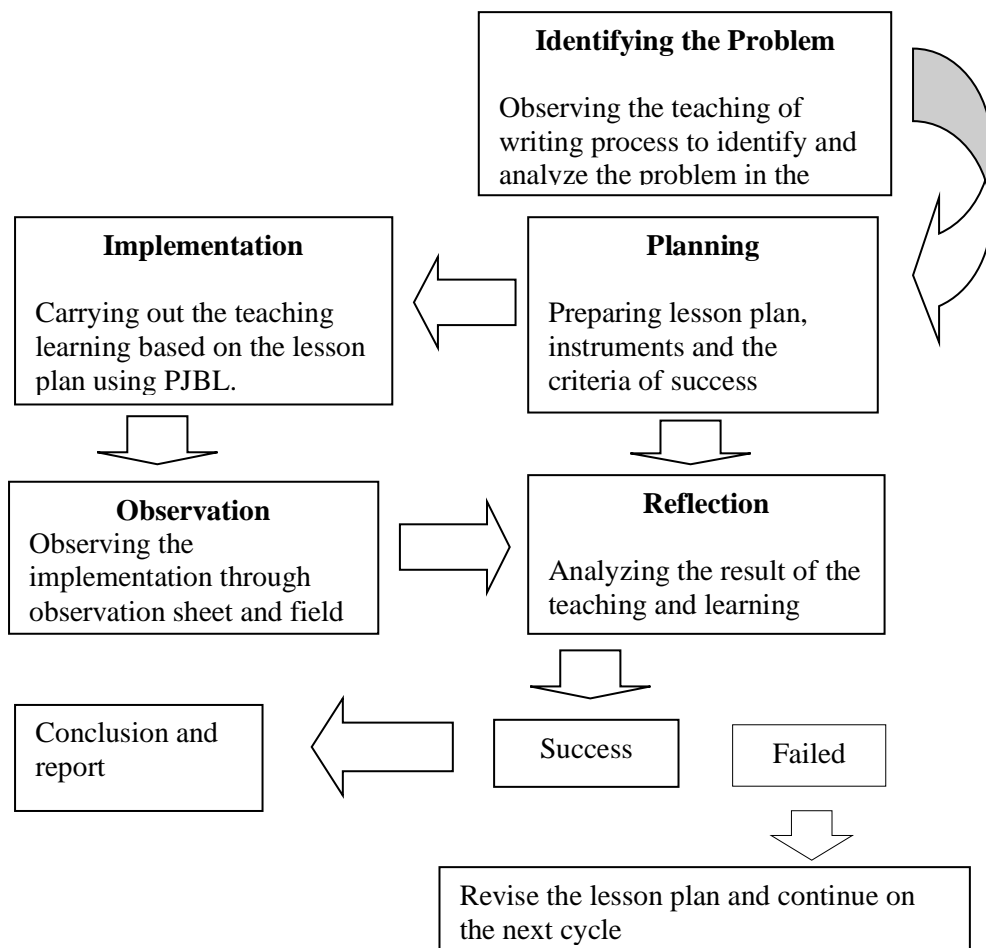 Identifying the Problem
Observing the teaching of
writing process to identify and
analyze the problem in the
Implementation
Carrying out the teaching
learning based on the lesson
plan using PJBL.
Planning
Preparing lesson plan,
instruments and the
criteria of success
Observation
Observing the
implementation through
observation sheet and field
Reflection
Analyzing the result of the
teaching and learning
Conclusion and
report
Success
Failed
Revise the lesson plan and continue on
the next cycle